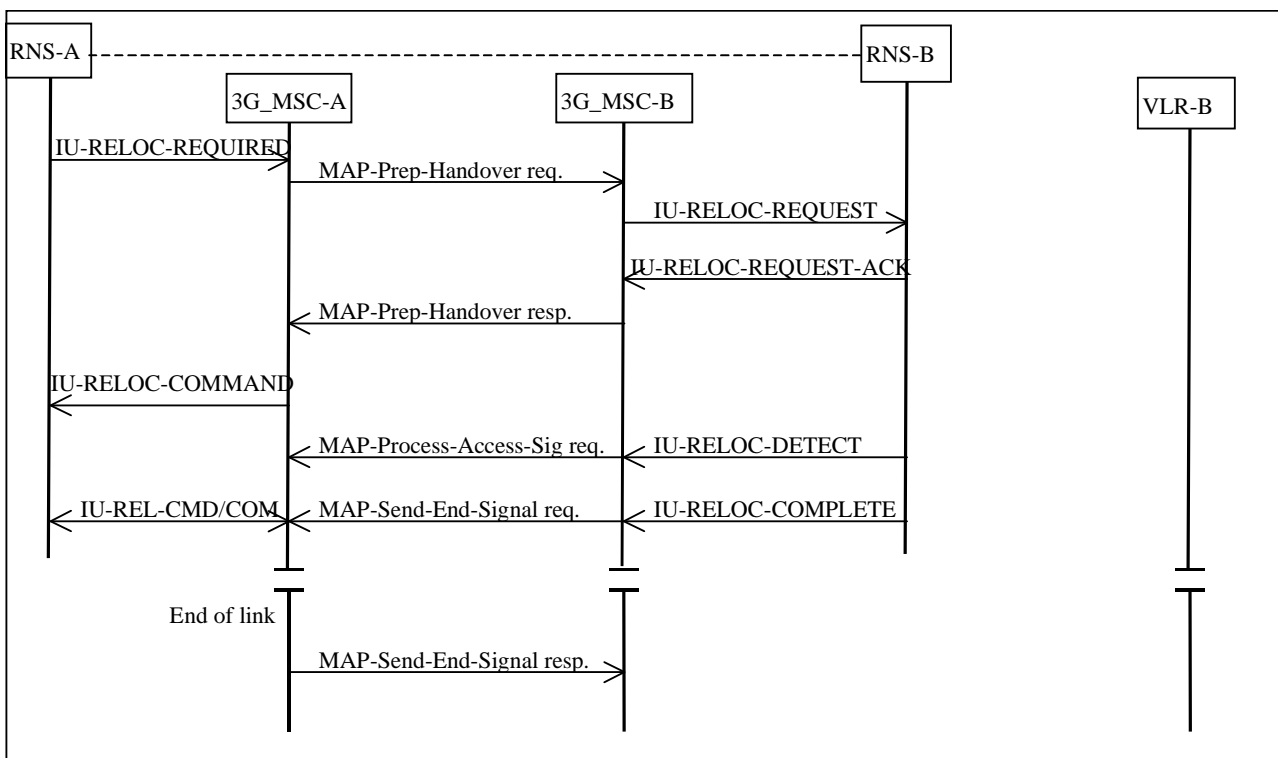 RNS-A
RNS-B
3G_MSC-A
3G_MSC-B
VLR-B
IU-RELOC-REQUIRED
MAP-Prep-Handover req.
IU-RELOC-REQUEST
IU-RELOC-REQUEST-ACK
MAP-Prep-Handover resp.
IU-RELOC-COMMAND
MAP-Process-Access-Sig req.
IU-RELOC-DETECT
IU-REL-CMD/COM
MAP-Send-End-Signal req.
IU-RELOC-COMPLETE
End of link
MAP-Send-End-Signal resp.